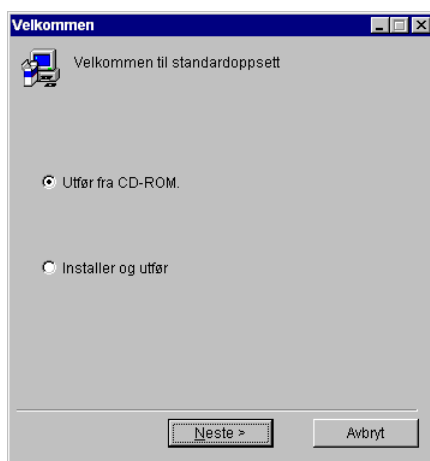 Velkommen
Velkommen til standardoppsett
Utfør fra CD-ROM.
Installer og utfør
Neste >
Avbryt